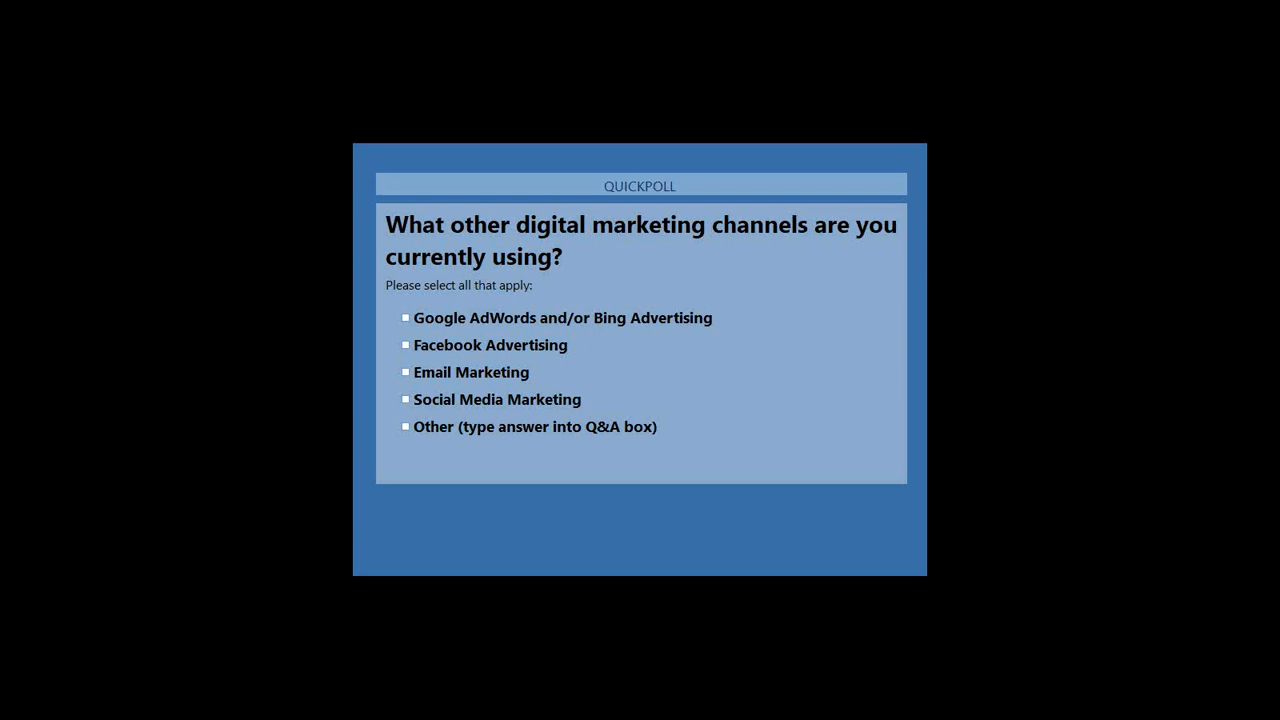 QUICKPOLL
What other digital marketing channels are you
currently using?
Please select all that apply:
Google AdWords and/or Bing Advertising
Facebook Advertising
Email Marketing
Social Media Marketing
Other (type answer into Q&A box)